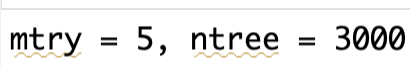 mtry = 5, ntree = 3000